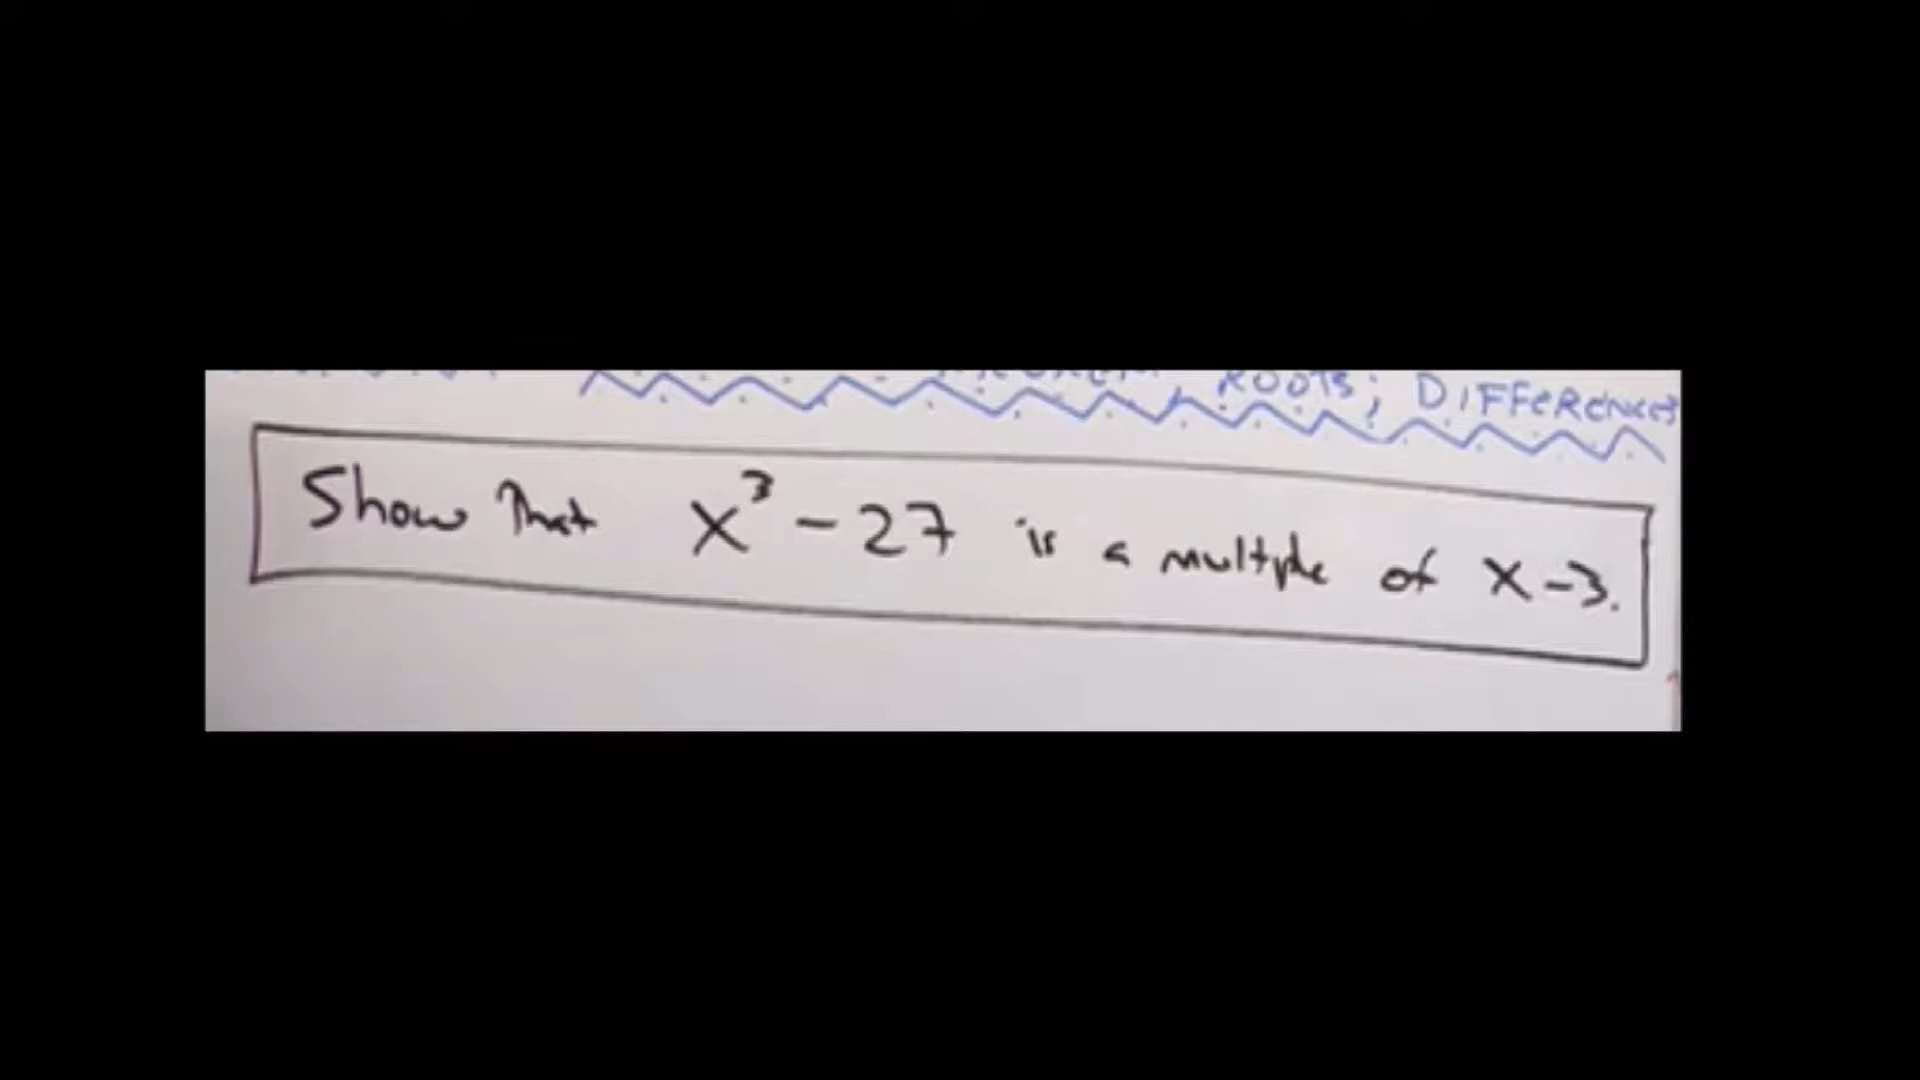 ROOTS; DIFFERENCES
Show That x³ - 27 is a multiple of x - 3.